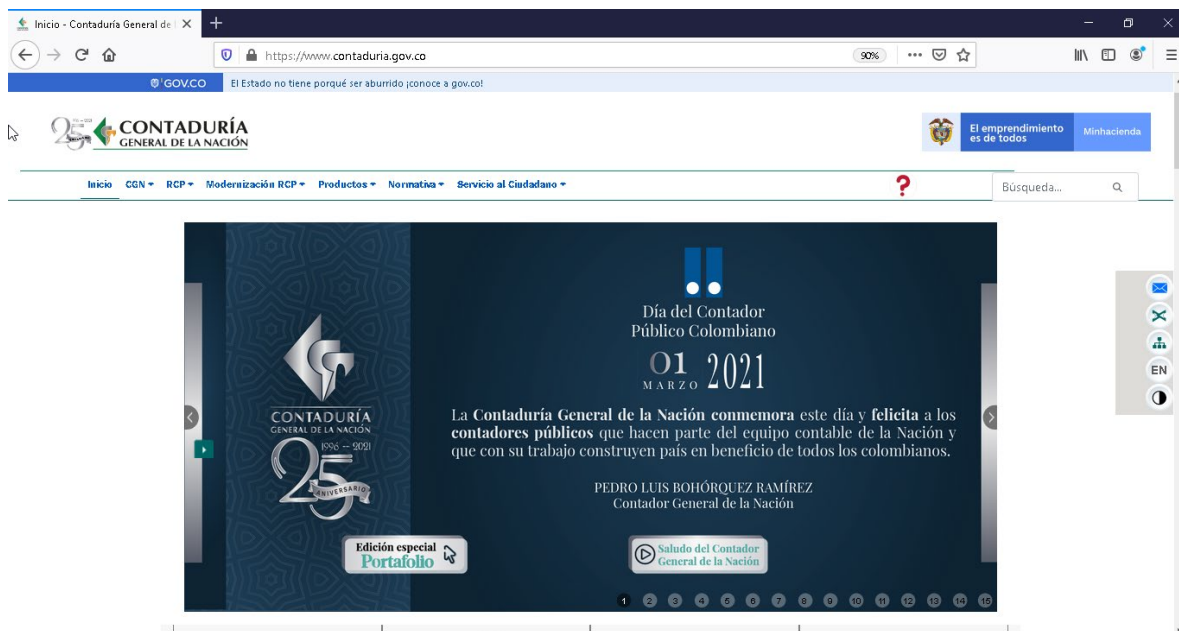 Inicio - Contaduría General de l
https://www.contaduria.gov.co
90%
GOV.CO
El Estado no tiene porqué ser aburrido ¡conoce a gov.co!
25
CONTADURÍA
GENERAL DE LA NACIÓN
El emprendimiento
es de todos
Minhacienda
Inicio CGN RCP Modernización RCP Productos Normativa Servicio al Ciudadano
?
Búsqueda...
Día del Contador
Público Colombiano
01
MARZO
2021
CONTADURÍA
GENERAL DE LA NACIÓN
1996 – 2021
25
ANIVERSARIO
La Contaduría General de la Nación conmemora este día y felicita a los
contadores públicos que hacen parte del equipo contable de la Nación y
que con su trabajo construyen país en beneficio de todos los colombianos.
PEDRO LUIS BOHÓRQUEZ RAMÍREZ
Contador General de la Nación
Edición especial
Portafolio
Saludo del Contador
General de la Nación
1 2 3 4 5 6 7 8 9 10 11 12 13 14 15
EN